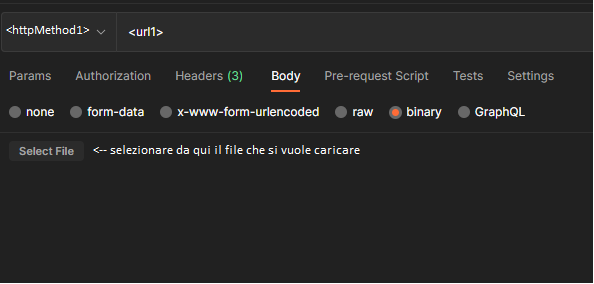 <httpMethod1> <url1>
Params Authorization Headers (3) Body Pre-request Script Tests Settings
none form-data x-www-form-urlencoded raw binary GraphQL
Select File <-- selezionare da qui il file che si vuole caricare